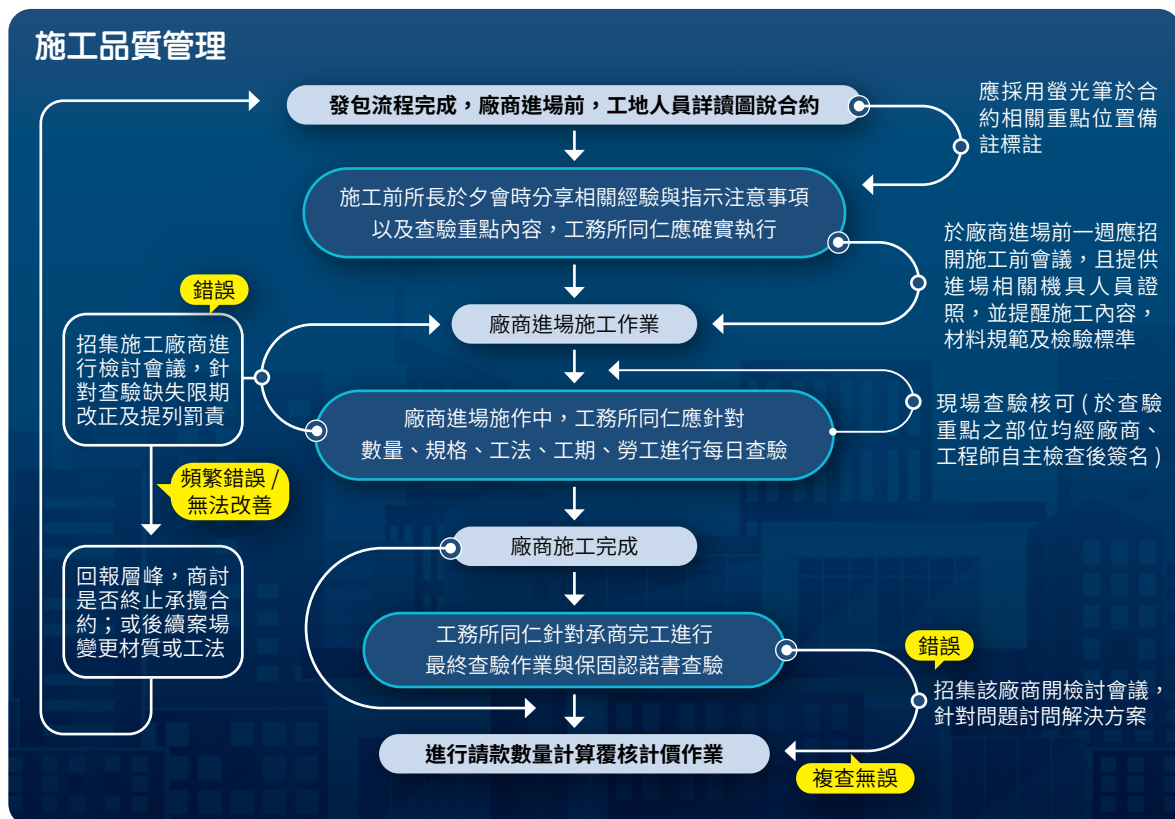 施工品質管理
發包流程完成，廠商進場前，工地人員詳讀圖說合約
應採用螢光筆於合
約相關重點位置備
註標註
施工前所長於夕會時分享相關經驗與指示注意事項
以及查驗重點內容，工務所同仁應確實執行
於廠商進場前一週應招
開施工前會議，且提供
進場相關機具人員證
照，並提醒施工內容，
材料規範及檢驗標準
錯誤
廠商進場施工作業
招集施工廠商進
行檢討會議，針
對查驗缺失限期
改正及提列罰責
廠商進場施作中，工務所同仁應針對
數量、規格、工法、工期、勞工進行每日查驗
現場查驗核可(於查驗
重點之部位均經廠商、
工程師自主檢查後簽名)
頻繁錯誤/
無法改善
廠商施工完成
回報層峰，商討
是否終止承攬合
約；或後續案場
變更材質或工法
工務所同仁針對承商完工進行
最終查驗作業與保固認諾書查驗
錯誤
招集該廠商開檢討會議，
針對問題討問解決方案
進行請款數量計算覆核計價作業
複查無誤